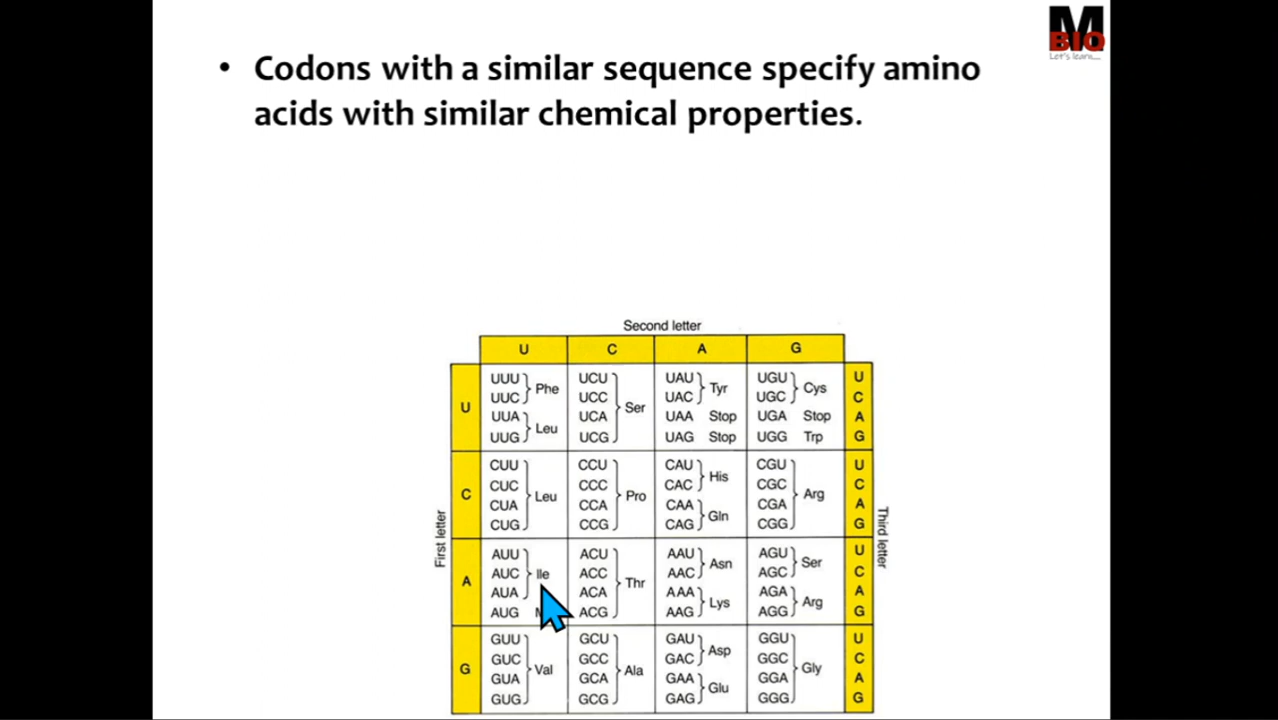 M
BIQ
Let's learn....
• Codons with a similar sequence specify amino
acids with similar chemical properties.
Second letter
U C A G
First letter
Third letter
U
UUU Phe UCU Ser UAU Tyr UGU Cys U
UUC UCC UAC UGC C
UUA Leu UCA UAA Stop UGA Stop A
UUG UCG UAG Stop UGG Trp G
C
CUU Leu CCU Pro CAU His CGU Arg U
CUC CCC CAC CGC C
CUA CCA CAA Gln CGA A
CUG CCG CAG CGG G
A
AUU Ile ACU Thr AAU Asn AGU Ser U
AUC ACC AAC AGC C
AUA ACA AAA Lys AGA Arg A
AUG ACG AAG AGG G
G
GUU Val GCU Ala GAU Asp GGU Gly U
GUC GCC GAC GGC C
GUA GCA GAA Glu GGA A
GUG GCG GAG GGG G